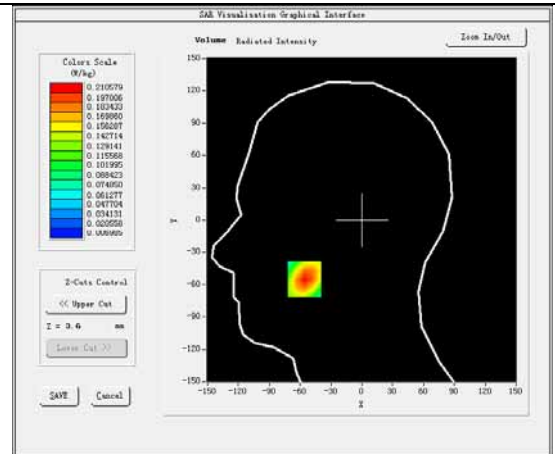 SAR Visualisation Graphical Interface
Volume Radiated Intensity
Zoom In/Out
Colors Scale
(W/kg)
0.210579
0.197006
0.183433
0.169860
0.156287
0.142714
0.129141
0.115568
0.101995
0.088423
0.074850
0.061277
0.047704
0.034131
0.020558
0.006985
Z-Cuts Control
<< Upper Cut
Z = 3.6 mm
Lower Cut >>
SAVE Cancel
150
120
90
60
30
0
-30
-60
-90
-120
-150
Y
-150 -120 -90 -60 -30 0 30 60 90 120 150
X